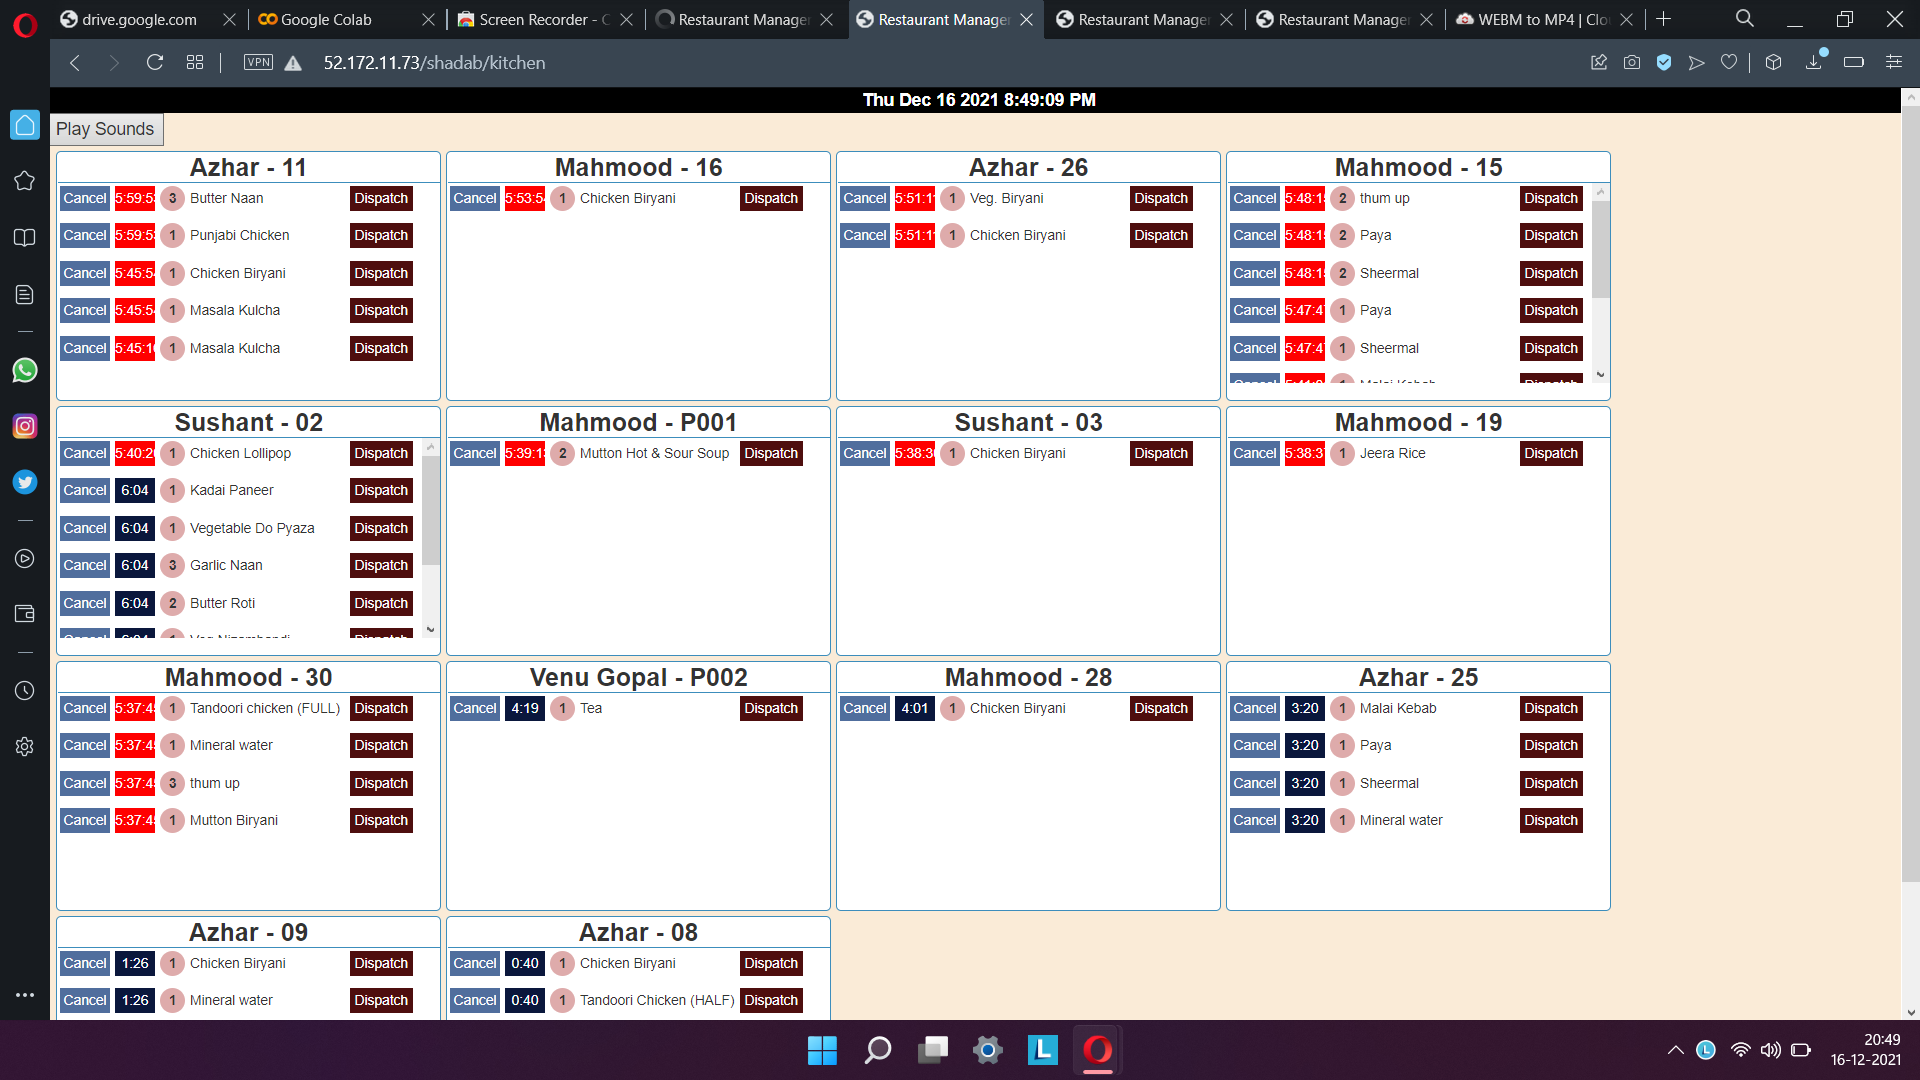 drive.google.com
Google Colab
Screen Recorder - C
Restaurant Manage
Restaurant Manage
Restaurant Manage
Restaurant Manage
WEBM to MP4 | Clo
VPN
52.172.11.73/shadab/kitchen
Thu Dec 16 2021 8:49:09 PM
Play Sounds
Azhar - 11
Cancel 5:59:5 3 Butter Naan Dispatch
Cancel 5:59:5 1 Punjabi Chicken Dispatch
Cancel 5:45:5 1 Chicken Biryani Dispatch
Cancel 5:45:5 1 Masala Kulcha Dispatch
Cancel 5:45:1 1 Masala Kulcha Dispatch
Mahmood - 16
Cancel 5:53:5 1 Chicken Biryani Dispatch
Azhar - 26
Cancel 5:51:1 1 Veg. Biryani Dispatch
Cancel 5:51:1 1 Chicken Biryani Dispatch
Mahmood - 15
Cancel 5:48:1 2 thum up Dispatch
Cancel 5:48:1 2 Paya Dispatch
Cancel 5:48:1 2 Sheermal Dispatch
Cancel 5:47:4 1 Paya Dispatch
Cancel 5:47:4 1 Sheermal Dispatch
Sushant - 02
Cancel 5:40:2 1 Chicken Lollipop Dispatch
Cancel 6:04 1 Kadai Paneer Dispatch
Cancel 6:04 1 Vegetable Do Pyaza Dispatch
Cancel 6:04 3 Garlic Naan Dispatch
Cancel 6:04 2 Butter Roti Dispatch
Mahmood - P001
Cancel 5:39:1 2 Mutton Hot & Sour Soup Dispatch
Sushant - 03
Cancel 5:38:3 1 Chicken Biryani Dispatch
Mahmood - 19
Cancel 5:38:3 1 Jeera Rice Dispatch
Mahmood - 30
Cancel 5:37:4 1 Tandoori chicken (FULL) Dispatch
Cancel 5:37:4 1 Mineral water Dispatch
Cancel 5:37:4 3 thum up Dispatch
Cancel 5:37:4 1 Mutton Biryani Dispatch
Venu Gopal - P002
Cancel 4:19 1 Tea Dispatch
Mahmood - 28
Cancel 4:01 1 Chicken Biryani Dispatch
Azhar - 25
Cancel 3:20 1 Malai Kebab Dispatch
Cancel 3:20 1 Paya Dispatch
Cancel 3:20 1 Sheermal Dispatch
Cancel 3:20 1 Mineral water Dispatch
Azhar - 09
Cancel 1:26 1 Chicken Biryani Dispatch
Cancel 1:26 1 Mineral water Dispatch
Azhar - 08
Cancel 0:40 1 Chicken Biryani Dispatch
Cancel 0:40 1 Tandoori Chicken (HALF) Dispatch
20:49
16-12-2021